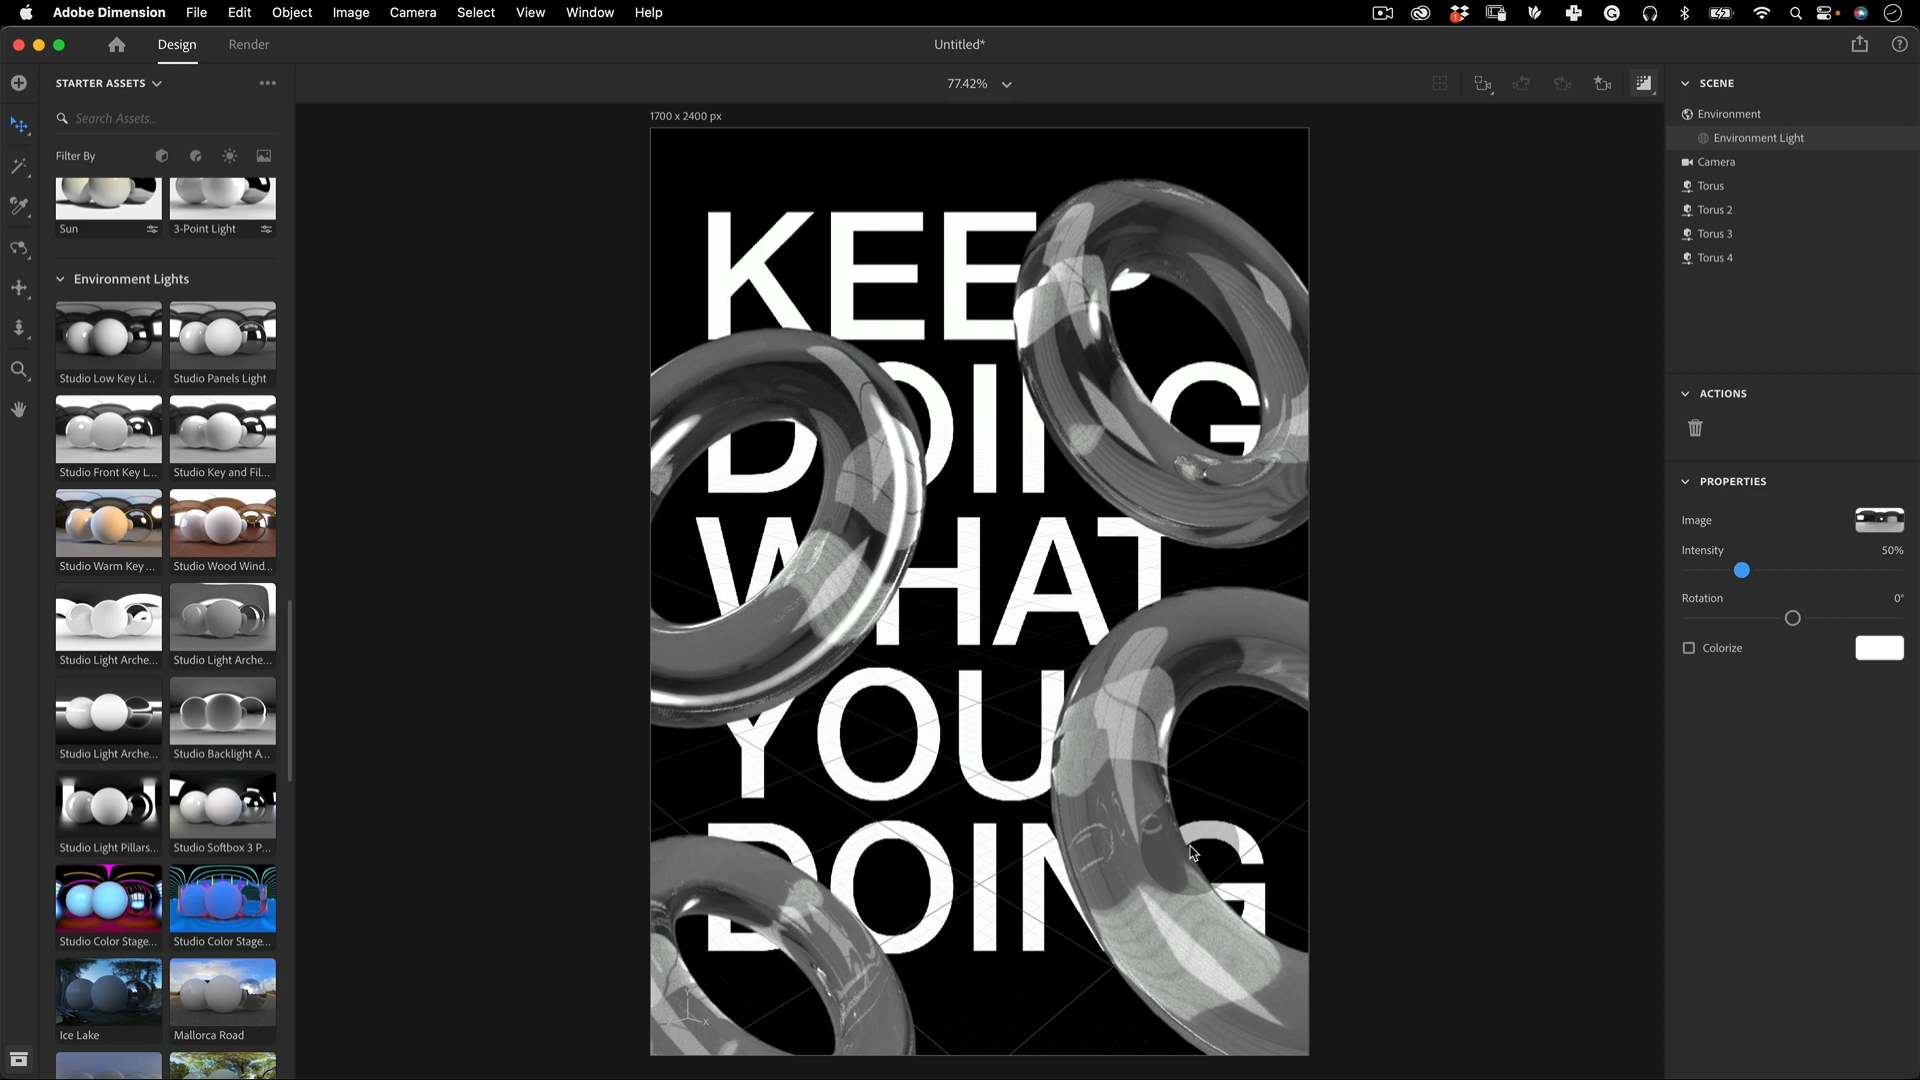 Adobe Dimension File Edit Object Image Camera Select View Window Help
1
Design Render Untitled*
STARTER ASSETS
77.42%
Search Assets...
Filter By
Sun 3-Point Light
Environment Lights
Studio Low Key Li... Studio Panels Light
Studio Front Key L... Studio Key and Fil...
Studio Warm Key ... Studio Wood Wind...
Studio Light Arche... Studio Light Arche...
Studio Light Arche... Studio Backlight A...
Studio Light Pillars... Studio Softbox 3 P...
Studio Color Stage... Studio Color Stage...
Ice Lake Mallorca Road
1700 x 2400 px
KEE
DOING
WHAT
YOU
DOING
X
SCENE
Environment
Environment Light
Camera
Torus
Torus 2
Torus 3
Torus 4
ACTIONS
PROPERTIES
Image
Intensity 50%
Rotation 0°
Colorize